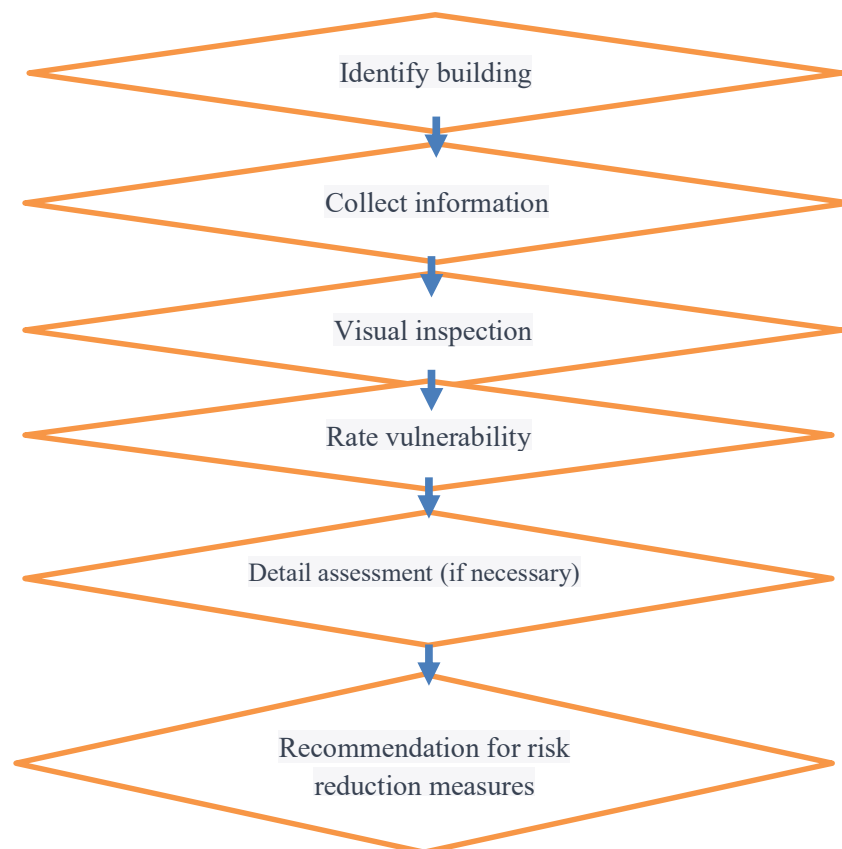 Identify building
Collect information
Visual inspection
Rate vulnerability
Detail assessment (if necessary)
Recommendation for risk
reduction measures